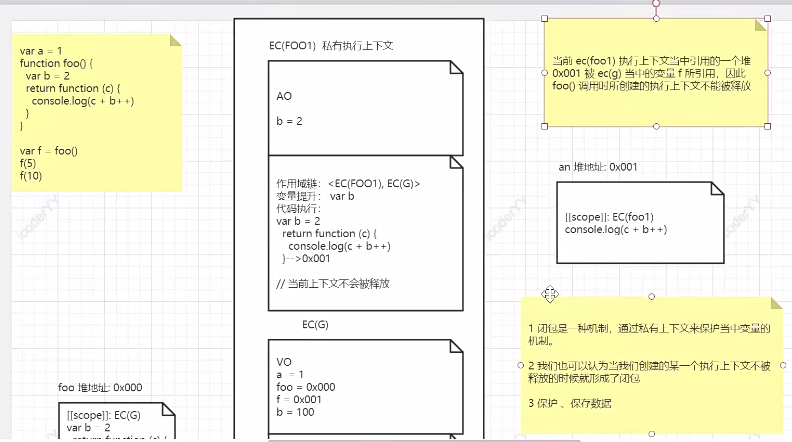 var a = 1
function foo() {
var b = 2
return function (c) {
console.log(c + b++)
}
}
var f = foo()
f(5)
f(10)
foo 堆地址: 0x000
[[scope]]: EC(G)
var b = 2
return function (c) {
EC(FOO1) 私有执行上下文
AO
b = 2
作用域链: <EC(FOO1), EC(G)>
变量提升: var b
代码执行:
var b = 2
return function (c) {
console.log(c + b++)
}-->0x001
// 当前上下文不会被释放
EC(G)
VO
a = 1
foo = 0x000
f = 0x001
b = 100
当前 ec(foo1) 执行上下文当中引用的一个堆
0x001 被 ec(g) 当中的变量 f 所引用，因此
foo() 调用时所创建的执行上下文不能被释放
an 堆地址: 0x001
[[scope]]: EC(foo1)
console.log(c + b++)
1 闭包是一种机制，通过私有上下文来保护当中变量的
机制。
2 我们也可以认为当我们创建的某一个执行上下文不被
释放的时候就形成了闭包
3 保护 、保存数据